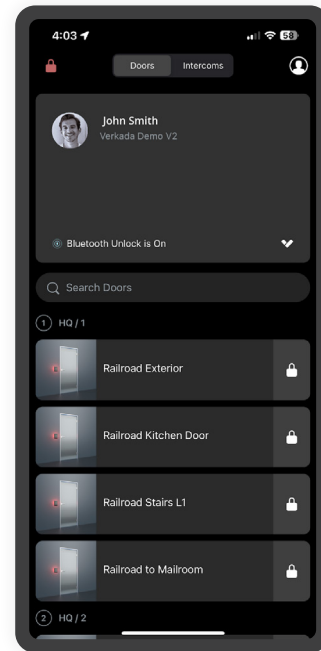 4:03
58
Doors
Intercoms
John Smith
Verkada Demo V2
Bluetooth Unlock is On
Search Doors
1 HQ / 1
Railroad Exterior
Railroad Kitchen Door
Railroad Stairs L1
Railroad to Mailroom
2 HQ / 2